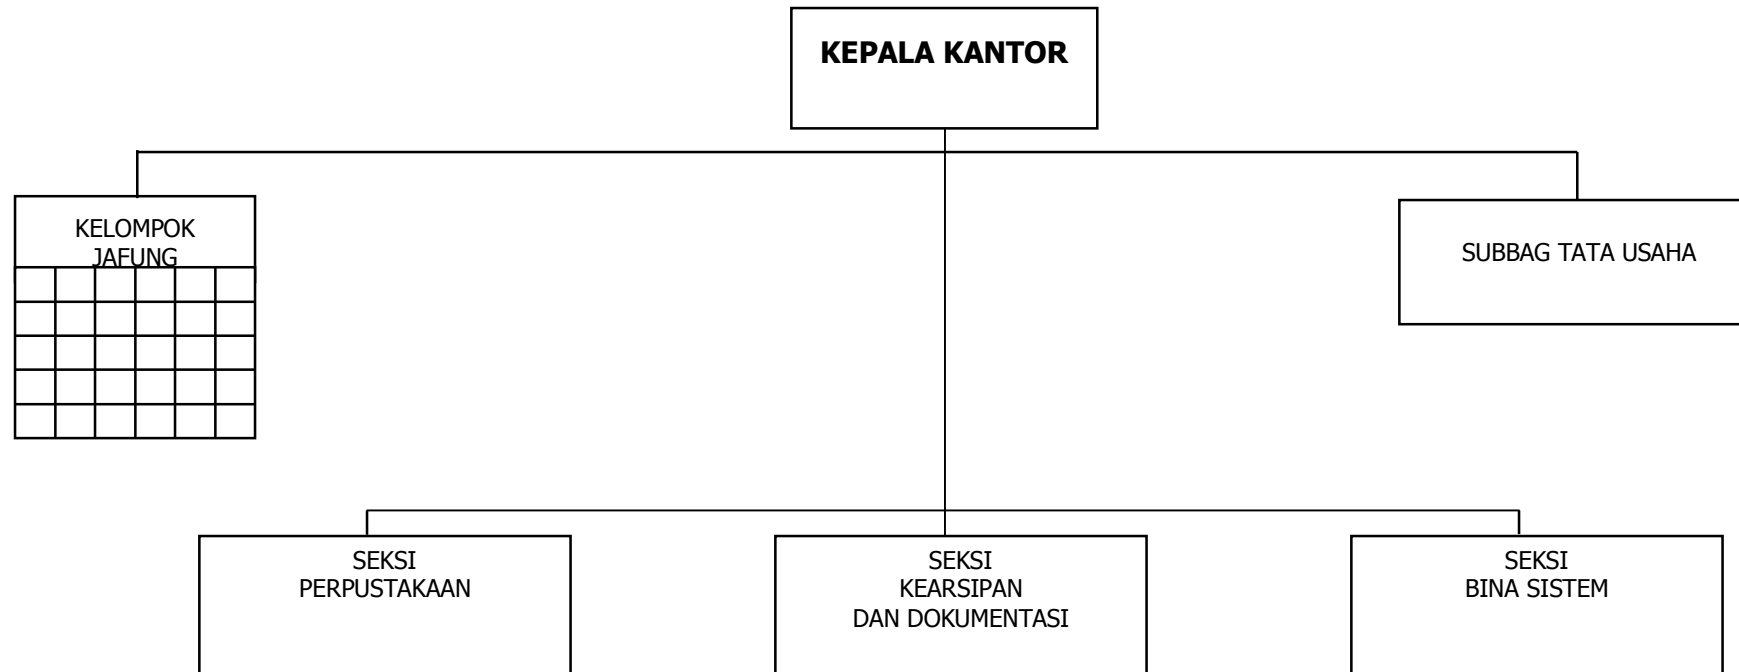 KEPALA KANTOR
KELOMPOK
JAFUNG
SUBBAG TATA USAHA
SEKSI
PERPUSTAKAAN
SEKSI
KEARSIPAN
DAN DOKUMENTASI
SEKSI
BINA SISTEM